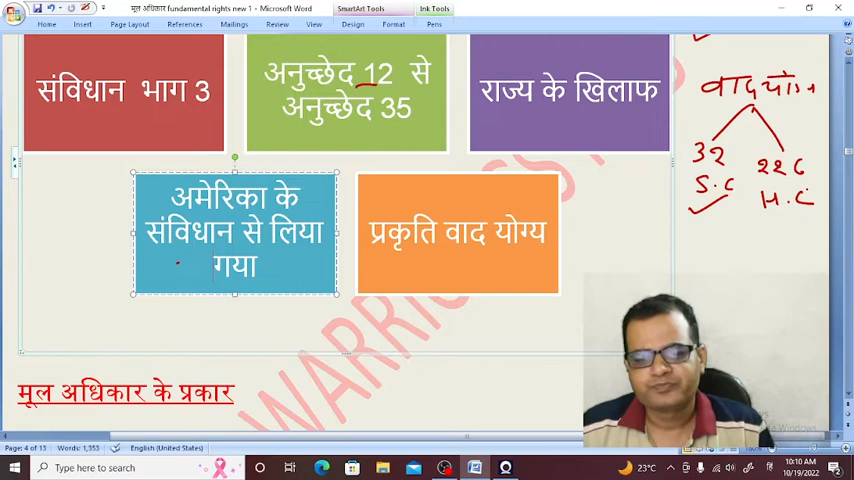 मूल अधिकार fundamental rights new 1 - Microsoft Word
SmartArt Tools
Ink Tools
Home Insert Page Layout References Mailings Review View Design Format Pens
संविधान भाग 3
अनुच्छेद 12 से
अनुच्छेद 35
राज्य के खिलाफ
32
S.C
226
H.C
अमेरिका के
संविधान से लिया
गया
प्रकृति वाद योग्य
मूल अधिकार के प्रकार
Page: 4 of 13 Words: 1,353 English (United States)
Type here to search
23°C
10:10 AM
10/19/2022